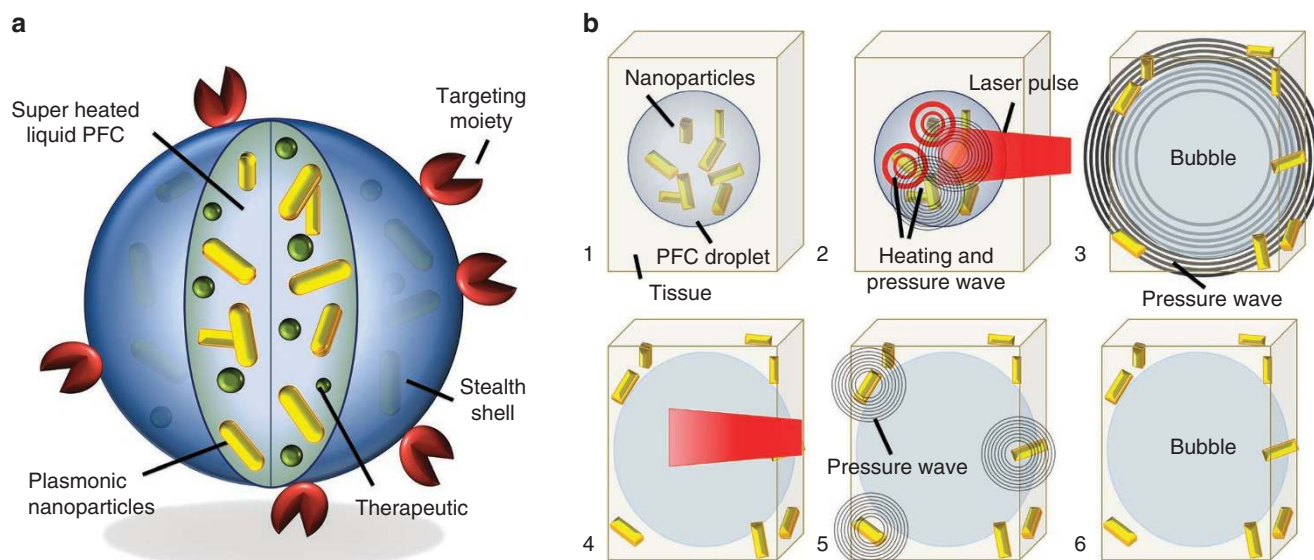 a
Super heated
liquid PFC
Targeting
moiety
Stealth
shell
Plasmonic
nanoparticles
Therapeutic
b
Nanoparticles
PFC droplet
1
Tissue
Laser pulse
2
Heating and
pressure wave
Bubble
3
Pressure wave
4
Pressure wave
5
Bubble
6